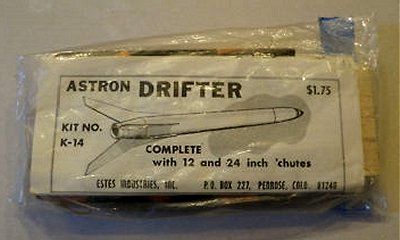 ASTRON DRIFTER
$1.75
KIT NO.
K-14
COMPLETE
with 12 and 24 inch 'chutes
ESTES INDUSTRIES, INC. P.O. BOX 227, PENROSE, COLO. 81240